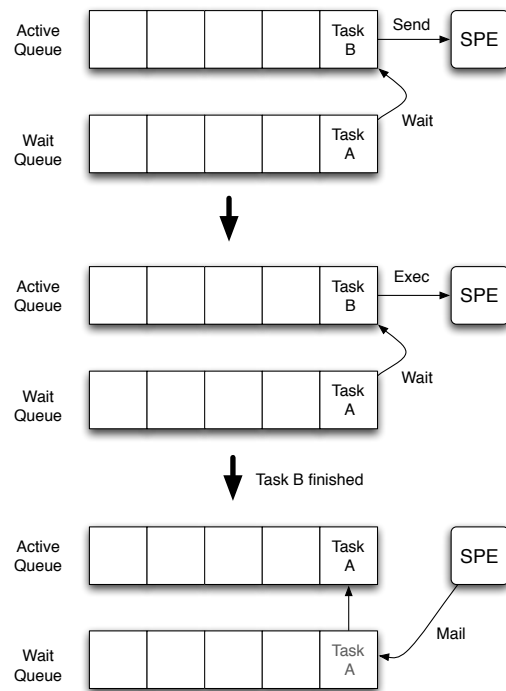 Active
Queue
Task
B
Send
SPE
Wait
Wait
Queue
Task
A
Active
Queue
Task
B
Exec
SPE
Wait
Wait
Queue
Task
A
Task B finished
Active
Queue
Task
A
SPE
Mail
Wait
Queue
Task
A